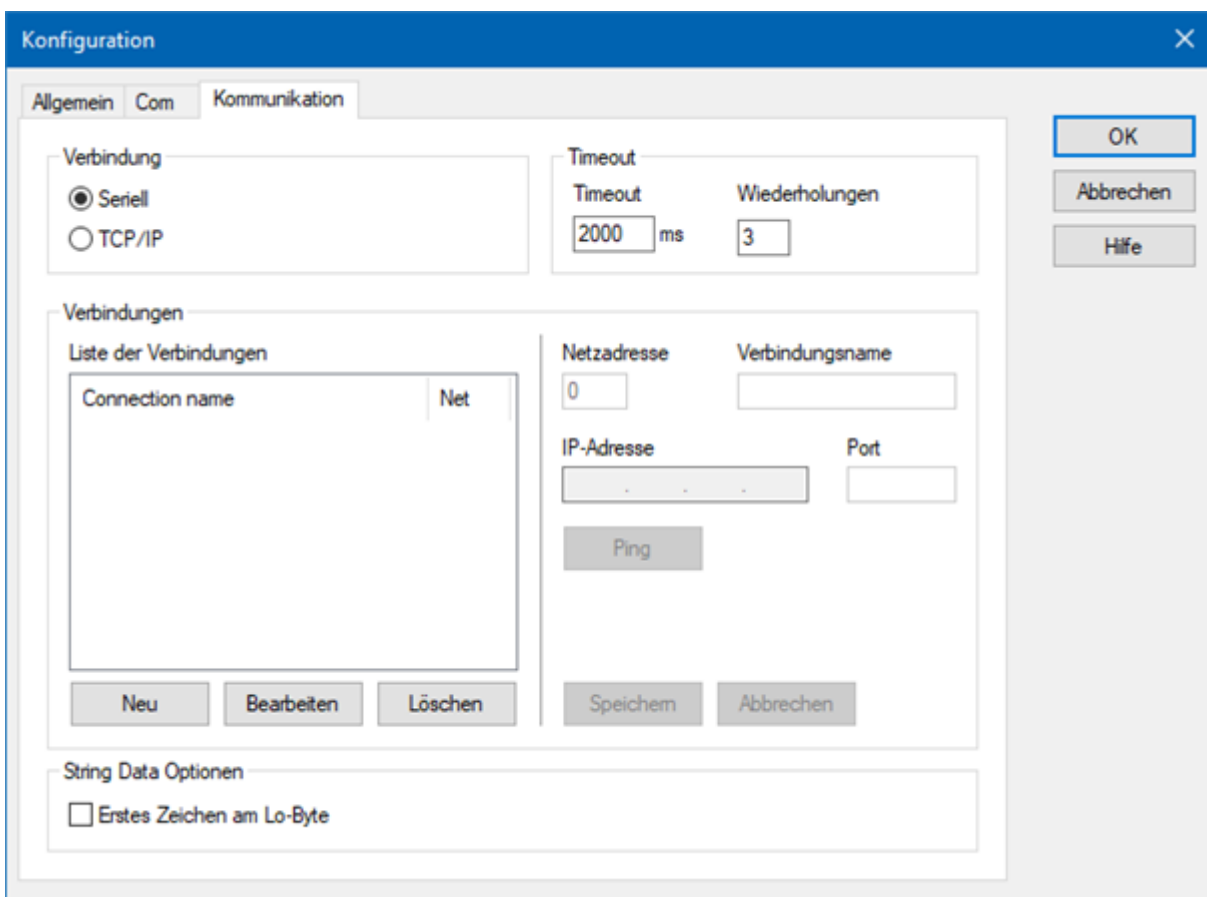 Konfiguration
Allgemein Com Kommunikation
OK
Abbrechen
Hilfe
Verbindung
Seriell
TCP/IP
Timeout
Timeout Wiederholungen
2000 ms 3
Verbindungen
Liste der Verbindungen
Connection name Net
Neu Bearbeiten Löschen
Netzadresse Verbindungsname
0
IP-Adresse Port
. . .
Ping
Speichern Abbrechen
String Data Optionen
Erstes Zeichen am Lo-Byte